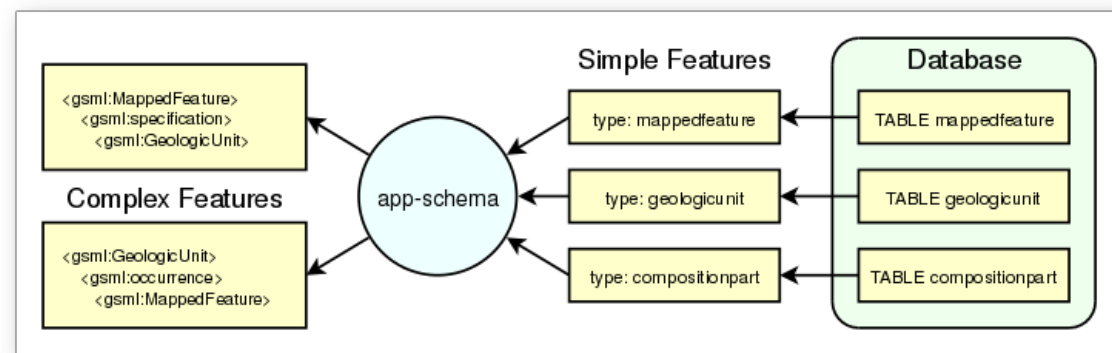 Simple Features
Database
<gsml:MappedFeature>
<gsml:specification>
<gsml:GeologicUnit>
type: mappedfeature
TABLE mappedfeature
Complex Features
app-schema
type: geologicunit
TABLE geologicunit
<gsml:GeologicUnit>
<gsml:occurrence>
<gsml:MappedFeature>
type: compositionpart
TABLE compositionpart